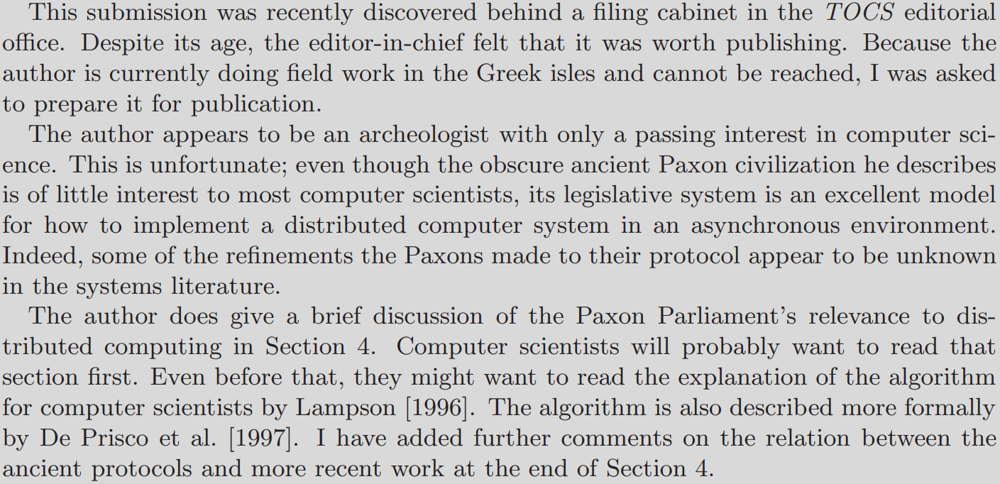 This submission was recently discovered behind a filing cabinet in the TOCS editorial
office. Despite its age, the editor-in-chief felt that it was worth publishing. Because the
author is currently doing field work in the Greek isles and cannot be reached, I was asked
to prepare it for publication.
The author appears to be an archeologist with only a passing interest in computer sci-
ence. This is unfortunate; even though the obscure ancient Paxon civilization he describes
is of little interest to most computer scientists, its legislative system is an excellent model
for how to implement a distributed computer system in an asynchronous environment.
Indeed, some of the refinements the Paxons made to their protocol appear to be unknown
in the systems literature.
The author does give a brief discussion of the Paxon Parliament's relevance to dis-
tributed computing in Section 4. Computer scientists will probably want to read that
section first. Even before that, they might want to read the explanation of the algorithm
for computer scientists by Lampson [1996]. The algorithm is also described more formally
by De Prisco et al. [1997]. I have added further comments on the relation between the
ancient protocols and more recent work at the end of Section 4.